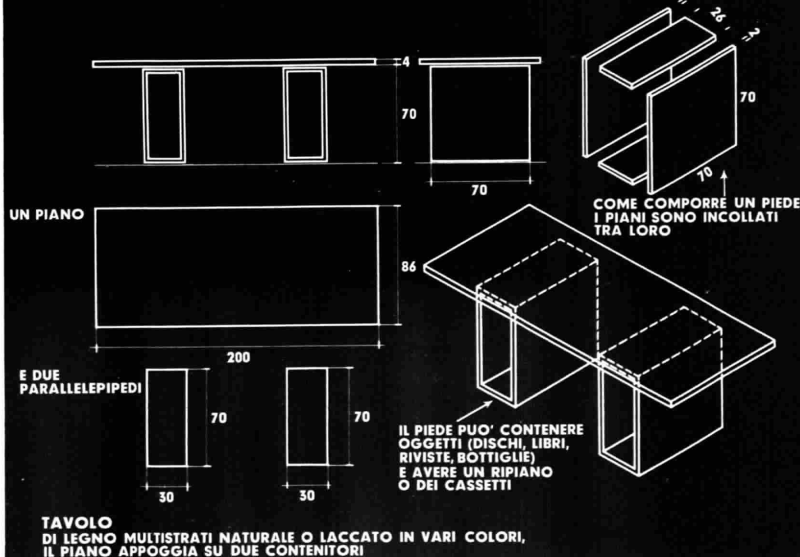 4
70
70
26
2
70
70
COME COMPORRE UN PIEDE
I PIANI SONO INCOLLATI
TRA LORO
UN PIANO
86
200
E DUE
PARALLELEPIPEDI
70
70
30
30
IL PIEDE PUO' CONTENERE
OGGETTI (DISCHI, LIBRI,
RIVISTE, BOTTIGLIE)
E AVERE UN RIPIANO
O DEI CASSETTI
TAVOLO
DI LEGNO MULTISTRATI NATURALE O LACCATO IN VARI COLORI,
IL PIANO APPOGGIA SU DUE CONTENITORI